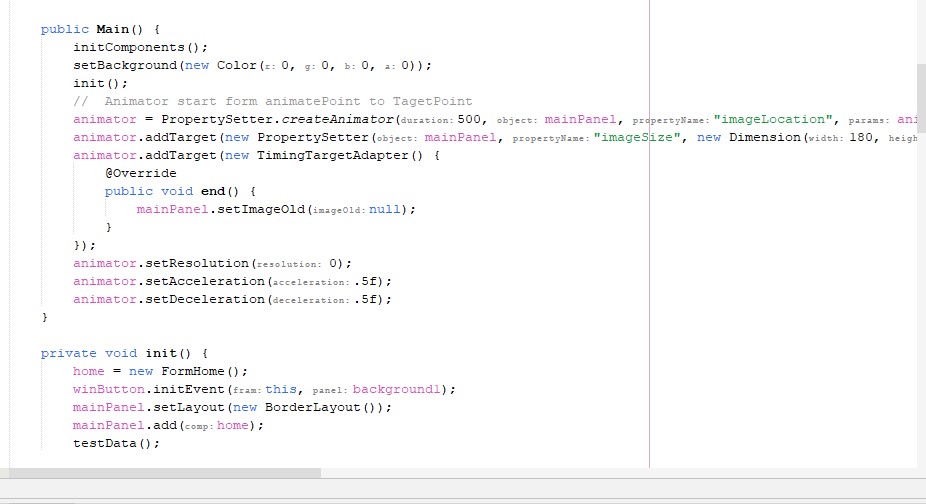 public Main() {
initComponents();
setBackground(new Color(r: 0, g: 0, b: 0, a: 0));
init();
//  Animator start form animatePoint to TagetPoint
animator = PropertySetter.createAnimator(duration: 500, object: mainPanel, propertyName: "imageLocation", params: ani
animator.addTarget(new PropertySetter(object: mainPanel, propertyName: "imageSize", new Dimension(width: 180, heigh
animator.addTarget(new TimingTargetAdapter() {
@Override
public void end() {
mainPanel.setImageOld(imageOld: null);
}
});
animator.setResolution(resolution: 0);
animator.setAcceleration(acceleration: .5f);
animator.setDeceleration(deceleration: .5f);
}
private void init() {
home = new FormHome();
winButton.initEvent(fram: this, panel: background1);
mainPanel.setLayout(new BorderLayout());
mainPanel.add(comp: home);
testData();